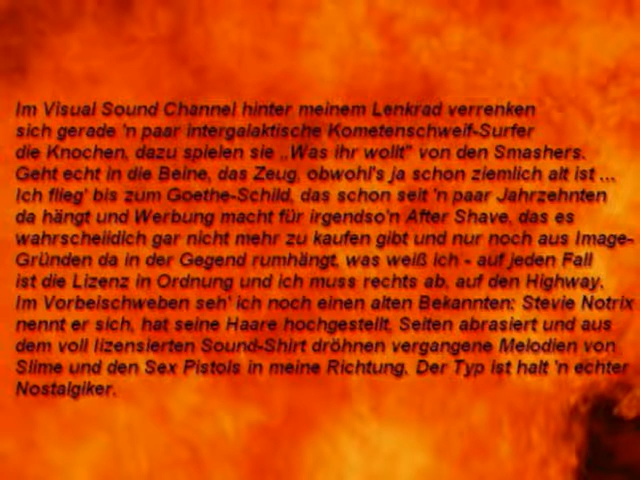 Im Visual Sound Channel hinter meinem Lenkrad verrenken
sich gerade 'n paar intergalaktische Kometenschweif-Surfer
die Knochen, dazu spielen sie „Was ihr wollt" von den Smashers.
Geht echt in die Beine, das Zeug, obwohl's ja schon ziemlich alt ist ...
Ich flieg' bis zum Goethe-Schild, das schon seit 'n paar Jahrzehnten
da hängt und Werbung macht für irgendso'n After Shave, das es
wahrscheilidich gar nicht mehr zu kaufen gibt und nur noch aus Image-
Gründen da in der Gegend rumhängt, was weiß ich - auf jeden Fall
ist die Lizenz in Ordnung und ich muss rechts ab, auf den Highway.
Im Vorbeischweben seh' ich noch einen alten Bekannten: Stevie Notrix
nennt er sich, hat seine Haare hochgestellt, Seiten abrasiert und aus
dem voll lizensierten Sound-Shirt dröhnen vergangene Melodien von
Slime und den Sex Pistols in meine Richtung. Der Typ ist halt 'n echter
Nostalgiker.